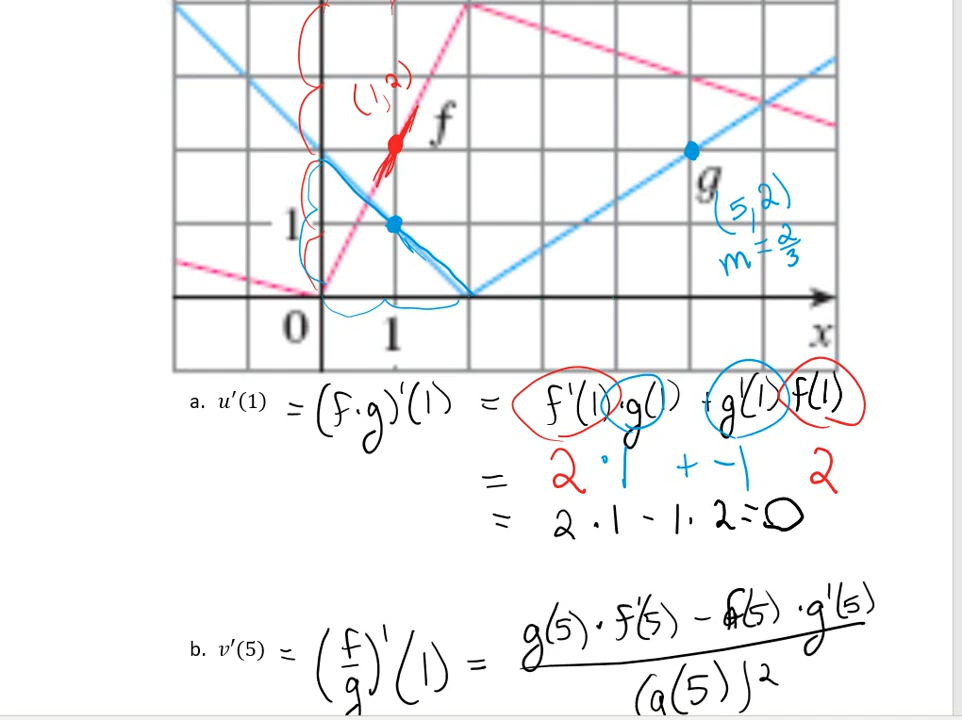 (1,2)
f
g
(5,2)
m = 2/3
1
0 1 x
a. u'(1) = (f·g)'(1) = f'(1)·g(1) + g'(1) f(1)
= 2 · 1 + -1 2
= 2 · 1 - 1 · 2 = 0
b. v'(5) = (f/g)'(1) = g(5)·f'(5) - f(5)·g'(5)
(g(5))²